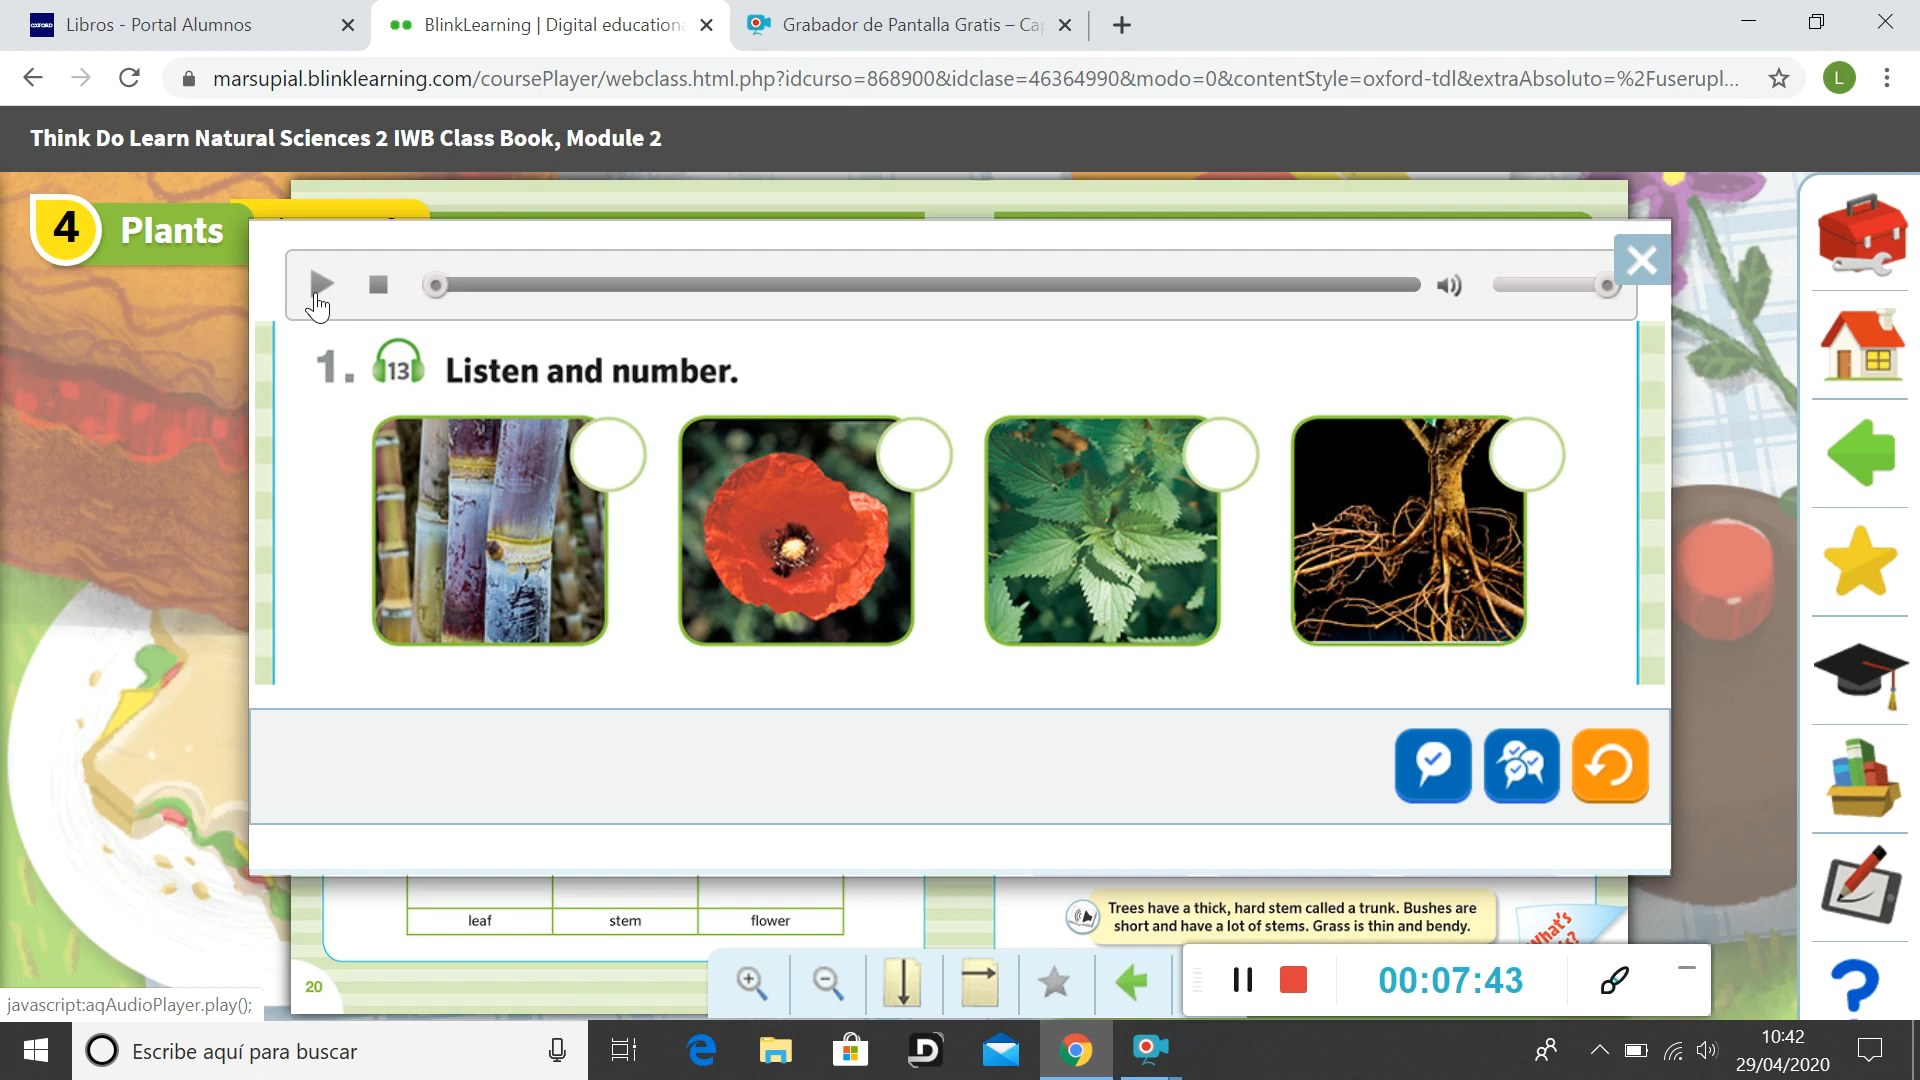 OXFORD
Libros - Portal Alumnos
BlinkLearning | Digital educationa
Grabador de Pantalla Gratis – Ca
marsupial.blinklearning.com/coursePlayer/webclass.html.php?idcurso=868900&idclase=46364990&modo=0&contentStyle=oxford-tdl&extraAbsoluto=%2Fuserupl...
L
Think Do Learn Natural Sciences 2 IWB Class Book, Module 2
4 Plants
1. 13 Listen and number.
leaf stem flower
Trees have a thick, hard stem called a trunk. Bushes are
short and have a lot of stems. Grass is thin and bendy.
What's
20
00:07:43
javascript:aqAudioPlayer.play();
Escribe aquí para buscar
10:42
29/04/2020